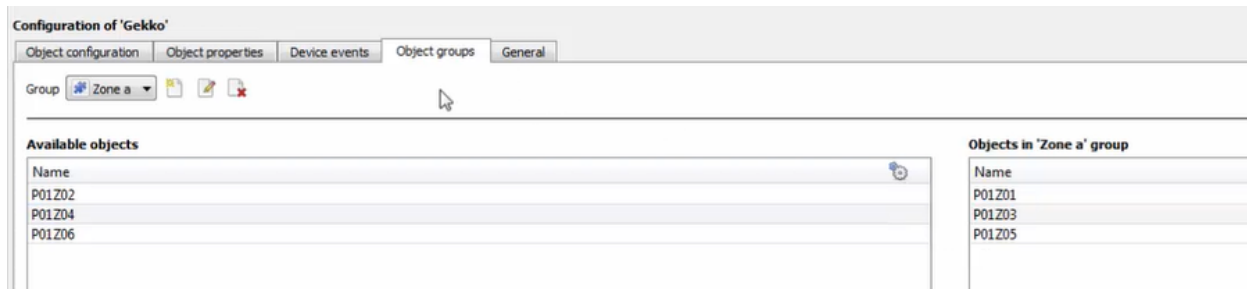 Configuration of 'Gekko'
Object configuration Object properties Device events Object groups General
Group Zone a
Available objects
Name
P01Z02
P01Z04
P01Z06
Objects in 'Zone a' group
Name
P01Z01
P01Z03
P01Z05